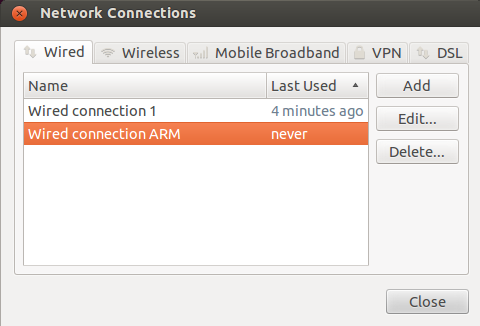 Network Connections
Wired Wireless Mobile Broadband VPN DSL
Name Last Used
Wired connection 1 4 minutes ago
Wired connection ARM never
Add
Edit...
Delete...
Close